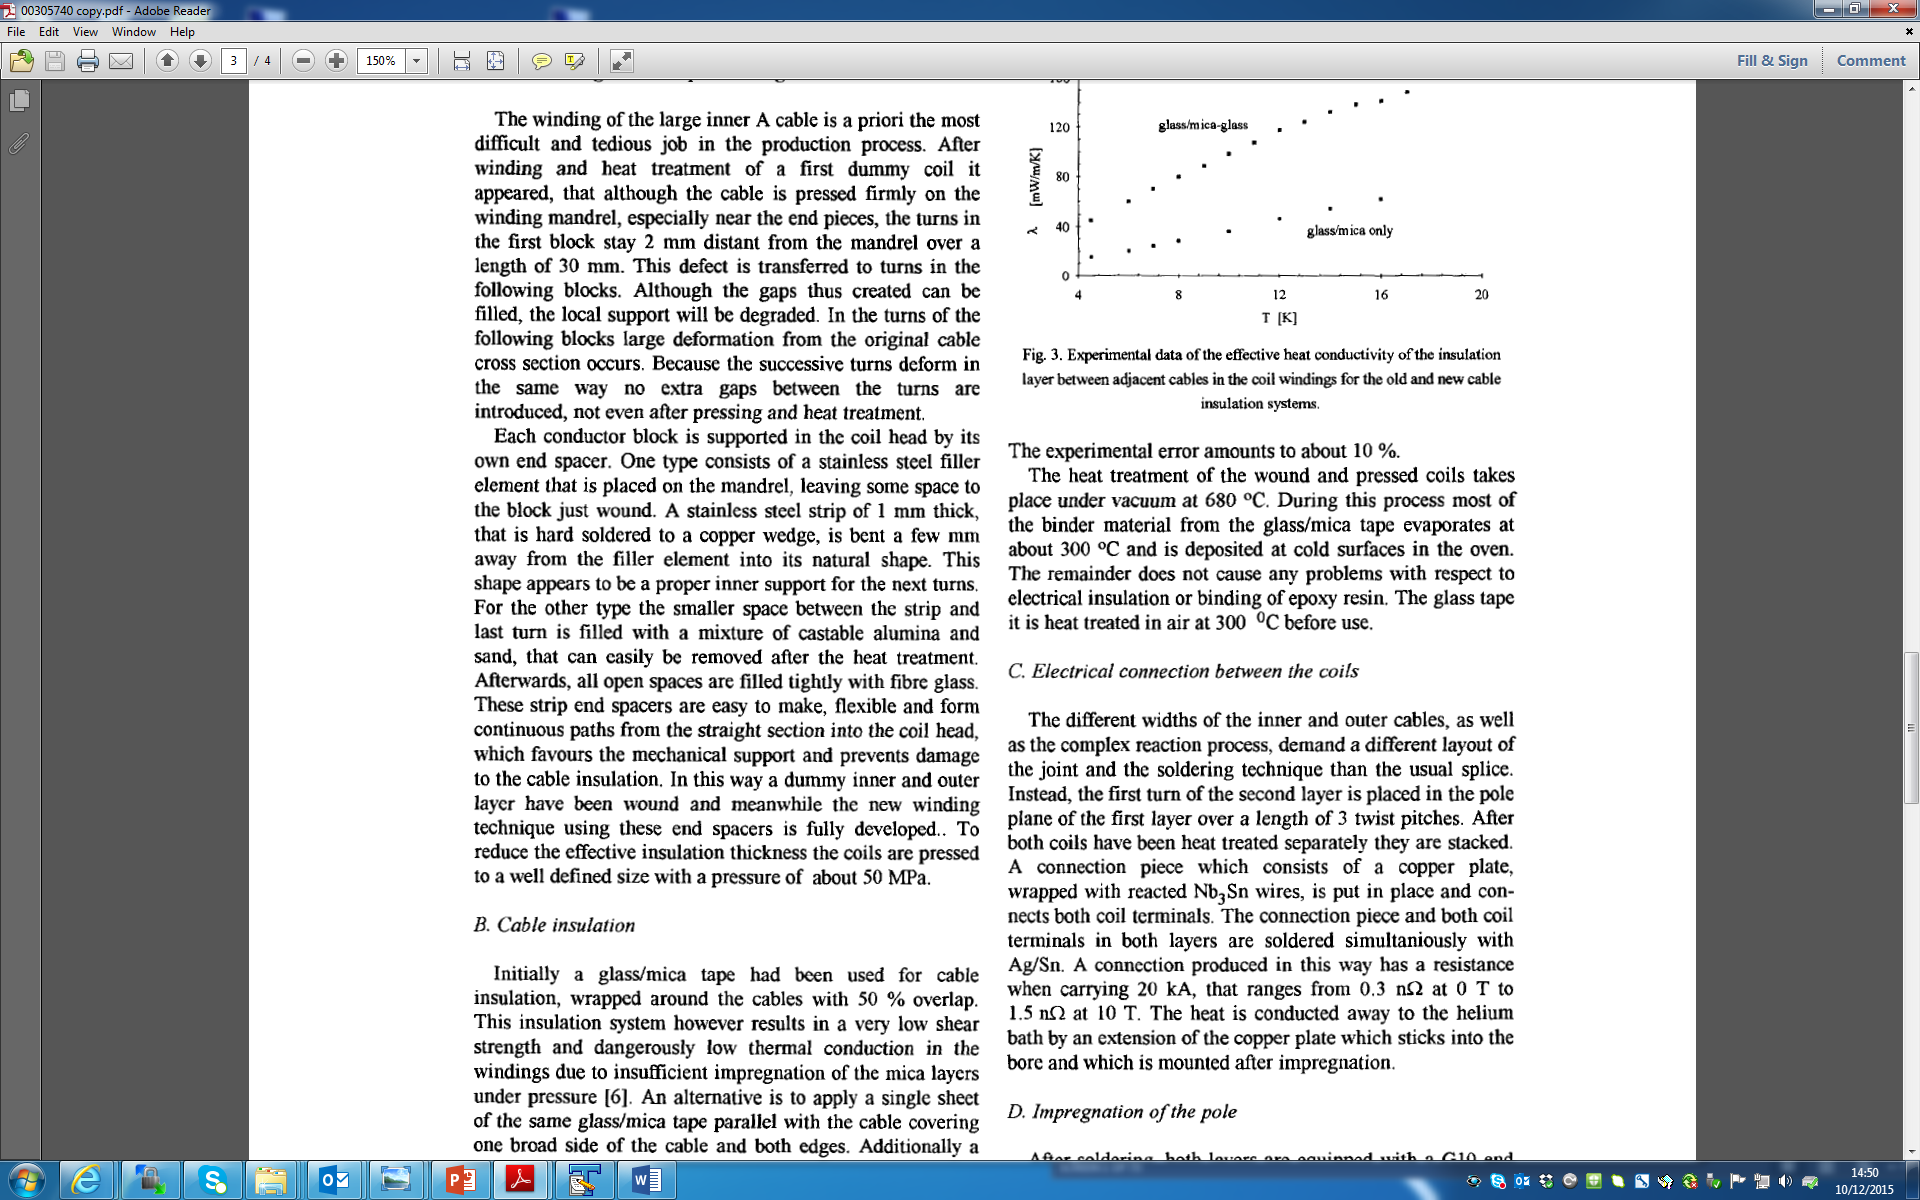 00305740 copy.pdf - Adobe Reader
File Edit View Window Help
3 / 4 150% Fill & Sign Comment
The winding of the large inner A cable is a priori the most
difficult and tedious job in the production process. After
winding and heat treatment of a first dummy coil it
appeared, that although the cable is pressed firmly on the
winding mandrel, especially near the end pieces, the turns in
the first block stay 2 mm distant from the mandrel over a
length of 30 mm. This defect is transferred to turns in the
following blocks. Although the gaps thus created can be
filled, the local support will be degraded. In the turns of the
following blocks large deformation from the original cable
cross section occurs. Because the successive turns deform in
the same way no extra gaps between the turns are
introduced, not even after pressing and heat treatment.
Each conductor block is supported in the coil head by its
own end spacer. One type consists of a stainless steel filler
element that is placed on the mandrel, leaving some space to
the block just wound. A stainless steel strip of 1 mm thick,
that is hard soldered to a copper wedge, is bent a few mm
away from the filler element into its natural shape. This
shape appears to be a proper inner support for the next turns.
For the other type the smaller space between the strip and
last turn is filled with a mixture of castable alumina and
sand, that can easily be removed after the heat treatment.
Afterwards, all open spaces are filled tightly with fibre glass.
These strip end spacers are easy to make, flexible and form
continuous paths from the straight section into the coil head,
which favours the mechanical support and prevents damage
to the cable insulation. In this way a dummy inner and outer
layer have been wound and meanwhile the new winding
technique using these end spacers is fully developed.. To
reduce the effective insulation thickness the coils are pressed
to a well defined size with a pressure of about 50 MPa.
B. Cable insulation
Initially a glass/mica tape had been used for cable
insulation, wrapped around the cables with 50 % overlap.
This insulation system however results in a very low shear
strength and dangerously low thermal conduction in the
windings due to insufficient impregnation of the mica layers
under pressure [6]. An alternative is to apply a single sheet
of the same glass/mica tape parallel with the cable covering
one broad side of the cable and both edges. Additionally a
120
80
40
0
λ [mW/m/K]
glass/mica-glass
glass/mica only
4 8 12 16 20
T [K]
Fig. 3. Experimental data of the effective heat conductivity of the insulation
layer between adjacent cables in the coil windings for the old and new cable
insulation systems.
The experimental error amounts to about 10 %.
The heat treatment of the wound and pressed coils takes
place under vacuum at 680 ºC. During this process most of
the binder material from the glass/mica tape evaporates at
about 300 ºC and is deposited at cold surfaces in the oven.
The remainder does not cause any problems with respect to
electrical insulation or binding of epoxy resin. The glass tape
it is heat treated in air at 300 ⁰C before use.
C. Electrical connection between the coils
The different widths of the inner and outer cables, as well
as the complex reaction process, demand a different layout of
the joint and the soldering technique than the usual splice.
Instead, the first turn of the second layer is placed in the pole
plane of the first layer over a length of 3 twist pitches. After
both coils have been heat treated separately they are stacked.
A connection piece which consists of a copper plate,
wrapped with reacted Nb₃Sn wires, is put in place and con-
nects both coil terminals. The connection piece and both coil
terminals in both layers are soldered simultaniously with
Ag/Sn. A connection produced in this way has a resistance
when carrying 20 kA, that ranges from 0.3 nΩ at 0 T to
1.5 nΩ at 10 T. The heat is conducted away to the helium
bath by an extension of the copper plate which sticks into the
bore and which is mounted after impregnation.
D. Impregnation of the pole
After soldering, both layers are equipped with a G10 and
14:50
10/12/2015